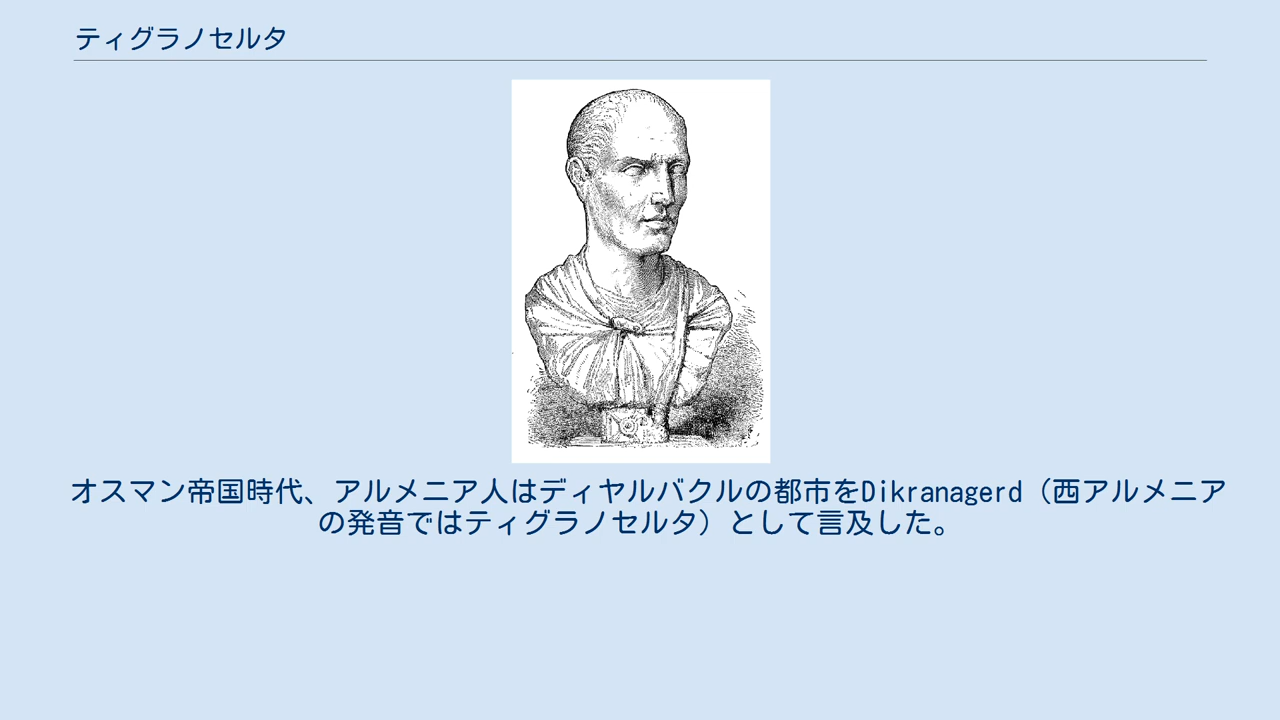 ティグラノセルタ
オスマン帝国時代、アルメニア人はディヤルバクルの都市をDikranagerd（西アルメニア
の発音ではティグラノセルタ）として言及した。